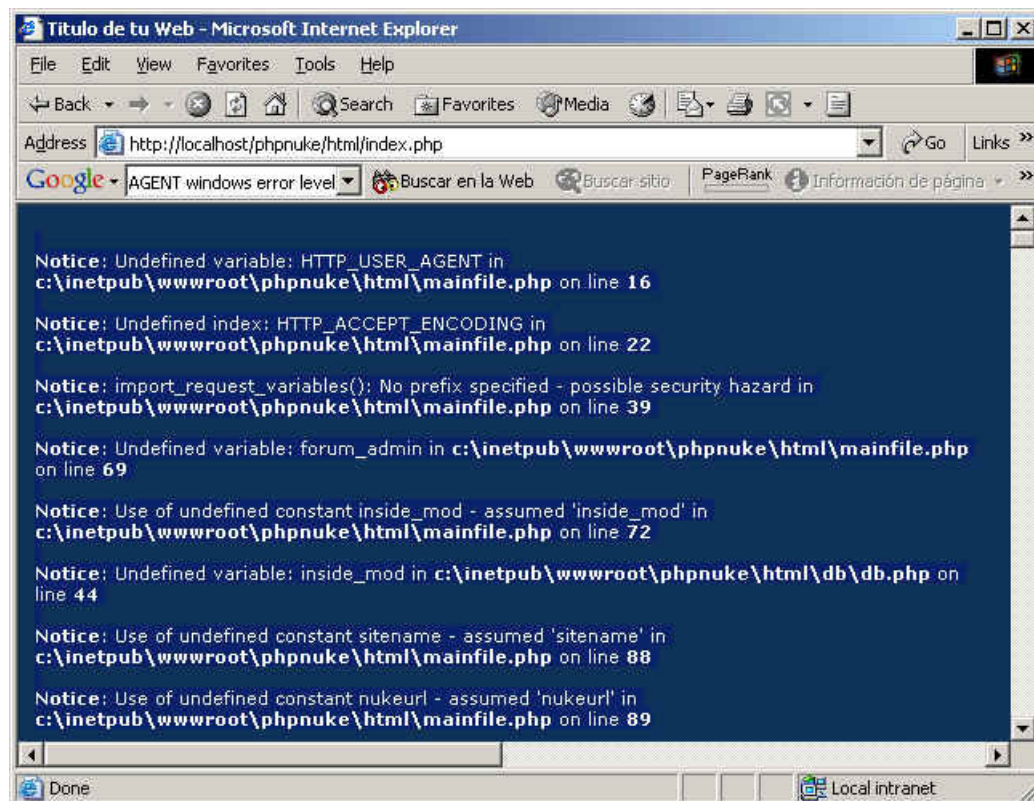 Titulo de tu Web - Microsoft Internet Explorer
File Edit View Favorites Tools Help
Back Search Favorites Media
Address http://localhost/phpnuke/html/index.php Go Links »
Google AGENT windows error level Buscar en la Web Buscar sitio PageRank Información de página »
Notice: Undefined variable: HTTP_USER_AGENT in
c:\inetpub\wwwroot\phpnuke\html\mainfile.php on line 16
Notice: Undefined index: HTTP_ACCEPT_ENCODING in
c:\inetpub\wwwroot\phpnuke\html\mainfile.php on line 22
Notice: import_request_variables(): No prefix specified - possible security hazard in
c:\inetpub\wwwroot\phpnuke\html\mainfile.php on line 39
Notice: Undefined variable: forum_admin in c:\inetpub\wwwroot\phpnuke\html\mainfile.php
on line 69
Notice: Use of undefined constant inside_mod - assumed 'inside_mod' in
c:\inetpub\wwwroot\phpnuke\html\mainfile.php on line 72
Notice: Undefined variable: inside_mod in c:\inetpub\wwwroot\phpnuke\html\db\db.php on
line 44
Notice: Use of undefined constant sitename - assumed 'sitename' in
c:\inetpub\wwwroot\phpnuke\html\mainfile.php on line 88
Notice: Use of undefined constant nukeurl - assumed 'nukeurl' in
c:\inetpub\wwwroot\phpnuke\html\mainfile.php on line 89
Done Local intranet